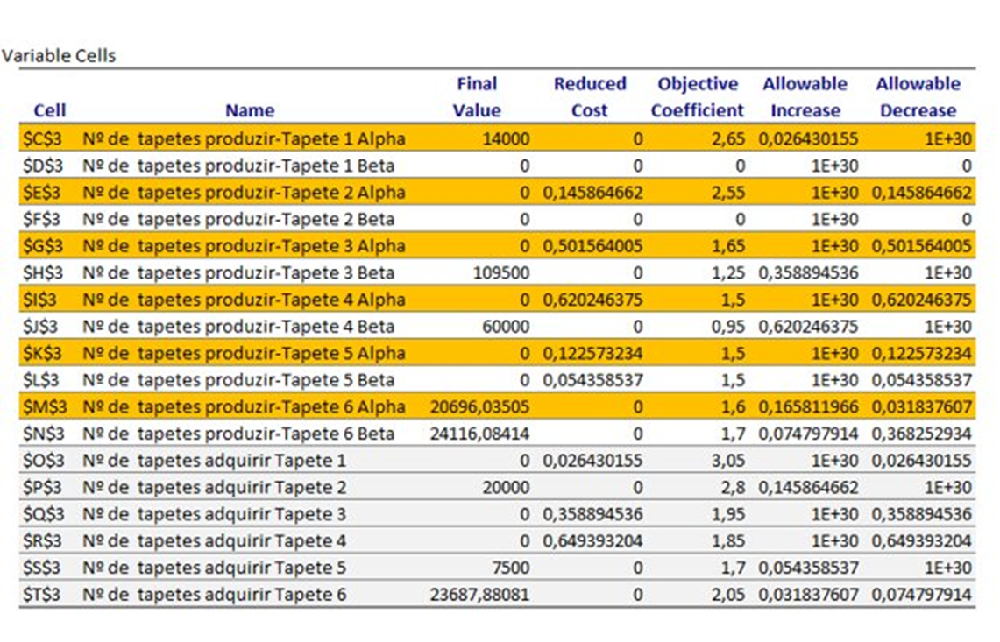 Variable Cells
Final Reduced Objective Allowable Allowable
Cell Name Value Cost Coefficient Increase Decrease
$C$3 Nº de tapetes produzir-Tapete 1 Alpha 14000 0 2,65 0,026430155 1E+30
$D$3 Nº de tapetes produzir-Tapete 1 Beta 0 0 0 1E+30 0
$E$3 Nº de tapetes produzir-Tapete 2 Alpha 0 0,145864662 2,55 1E+30 0,145864662
$F$3 Nº de tapetes produzir-Tapete 2 Beta 0 0 0 1E+30 0
$G$3 Nº de tapetes produzir-Tapete 3 Alpha 0 0,501564005 1,65 1E+30 0,501564005
$H$3 Nº de tapetes produzir-Tapete 3 Beta 109500 0 1,25 0,358894536 1E+30
$I$3 Nº de tapetes produzir-Tapete 4 Alpha 0 0,620246375 1,5 1E+30 0,620246375
$J$3 Nº de tapetes produzir-Tapete 4 Beta 60000 0 0,95 0,620246375 1E+30
$K$3 Nº de tapetes produzir-Tapete 5 Alpha 0 0,122573234 1,5 1E+30 0,122573234
$L$3 Nº de tapetes produzir-Tapete 5 Beta 0 0,054358537 1,5 1E+30 0,054358537
$M$3 Nº de tapetes produzir-Tapete 6 Alpha 20696,03505 0 1,6 0,165811966 0,031837607
$N$3 Nº de tapetes produzir-Tapete 6 Beta 24116,08414 0 1,7 0,074797914 0,368252934
$O$3 Nº de tapetes adquirir Tapete 1 0 0,026430155 3,05 1E+30 0,026430155
$P$3 Nº de tapetes adquirir Tapete 2 20000 0 2,8 0,145864662 1E+30
$Q$3 Nº de tapetes adquirir Tapete 3 0 0,358894536 1,95 1E+30 0,358894536
$R$3 Nº de tapetes adquirir Tapete 4 0 0,649393204 1,85 1E+30 0,649393204
$S$3 Nº de tapetes adquirir Tapete 5 7500 0 1,7 0,054358537 1E+30
$T$3 Nº de tapetes adquirir Tapete 6 23687,88081 0 2,05 0,031837607 0,074797914